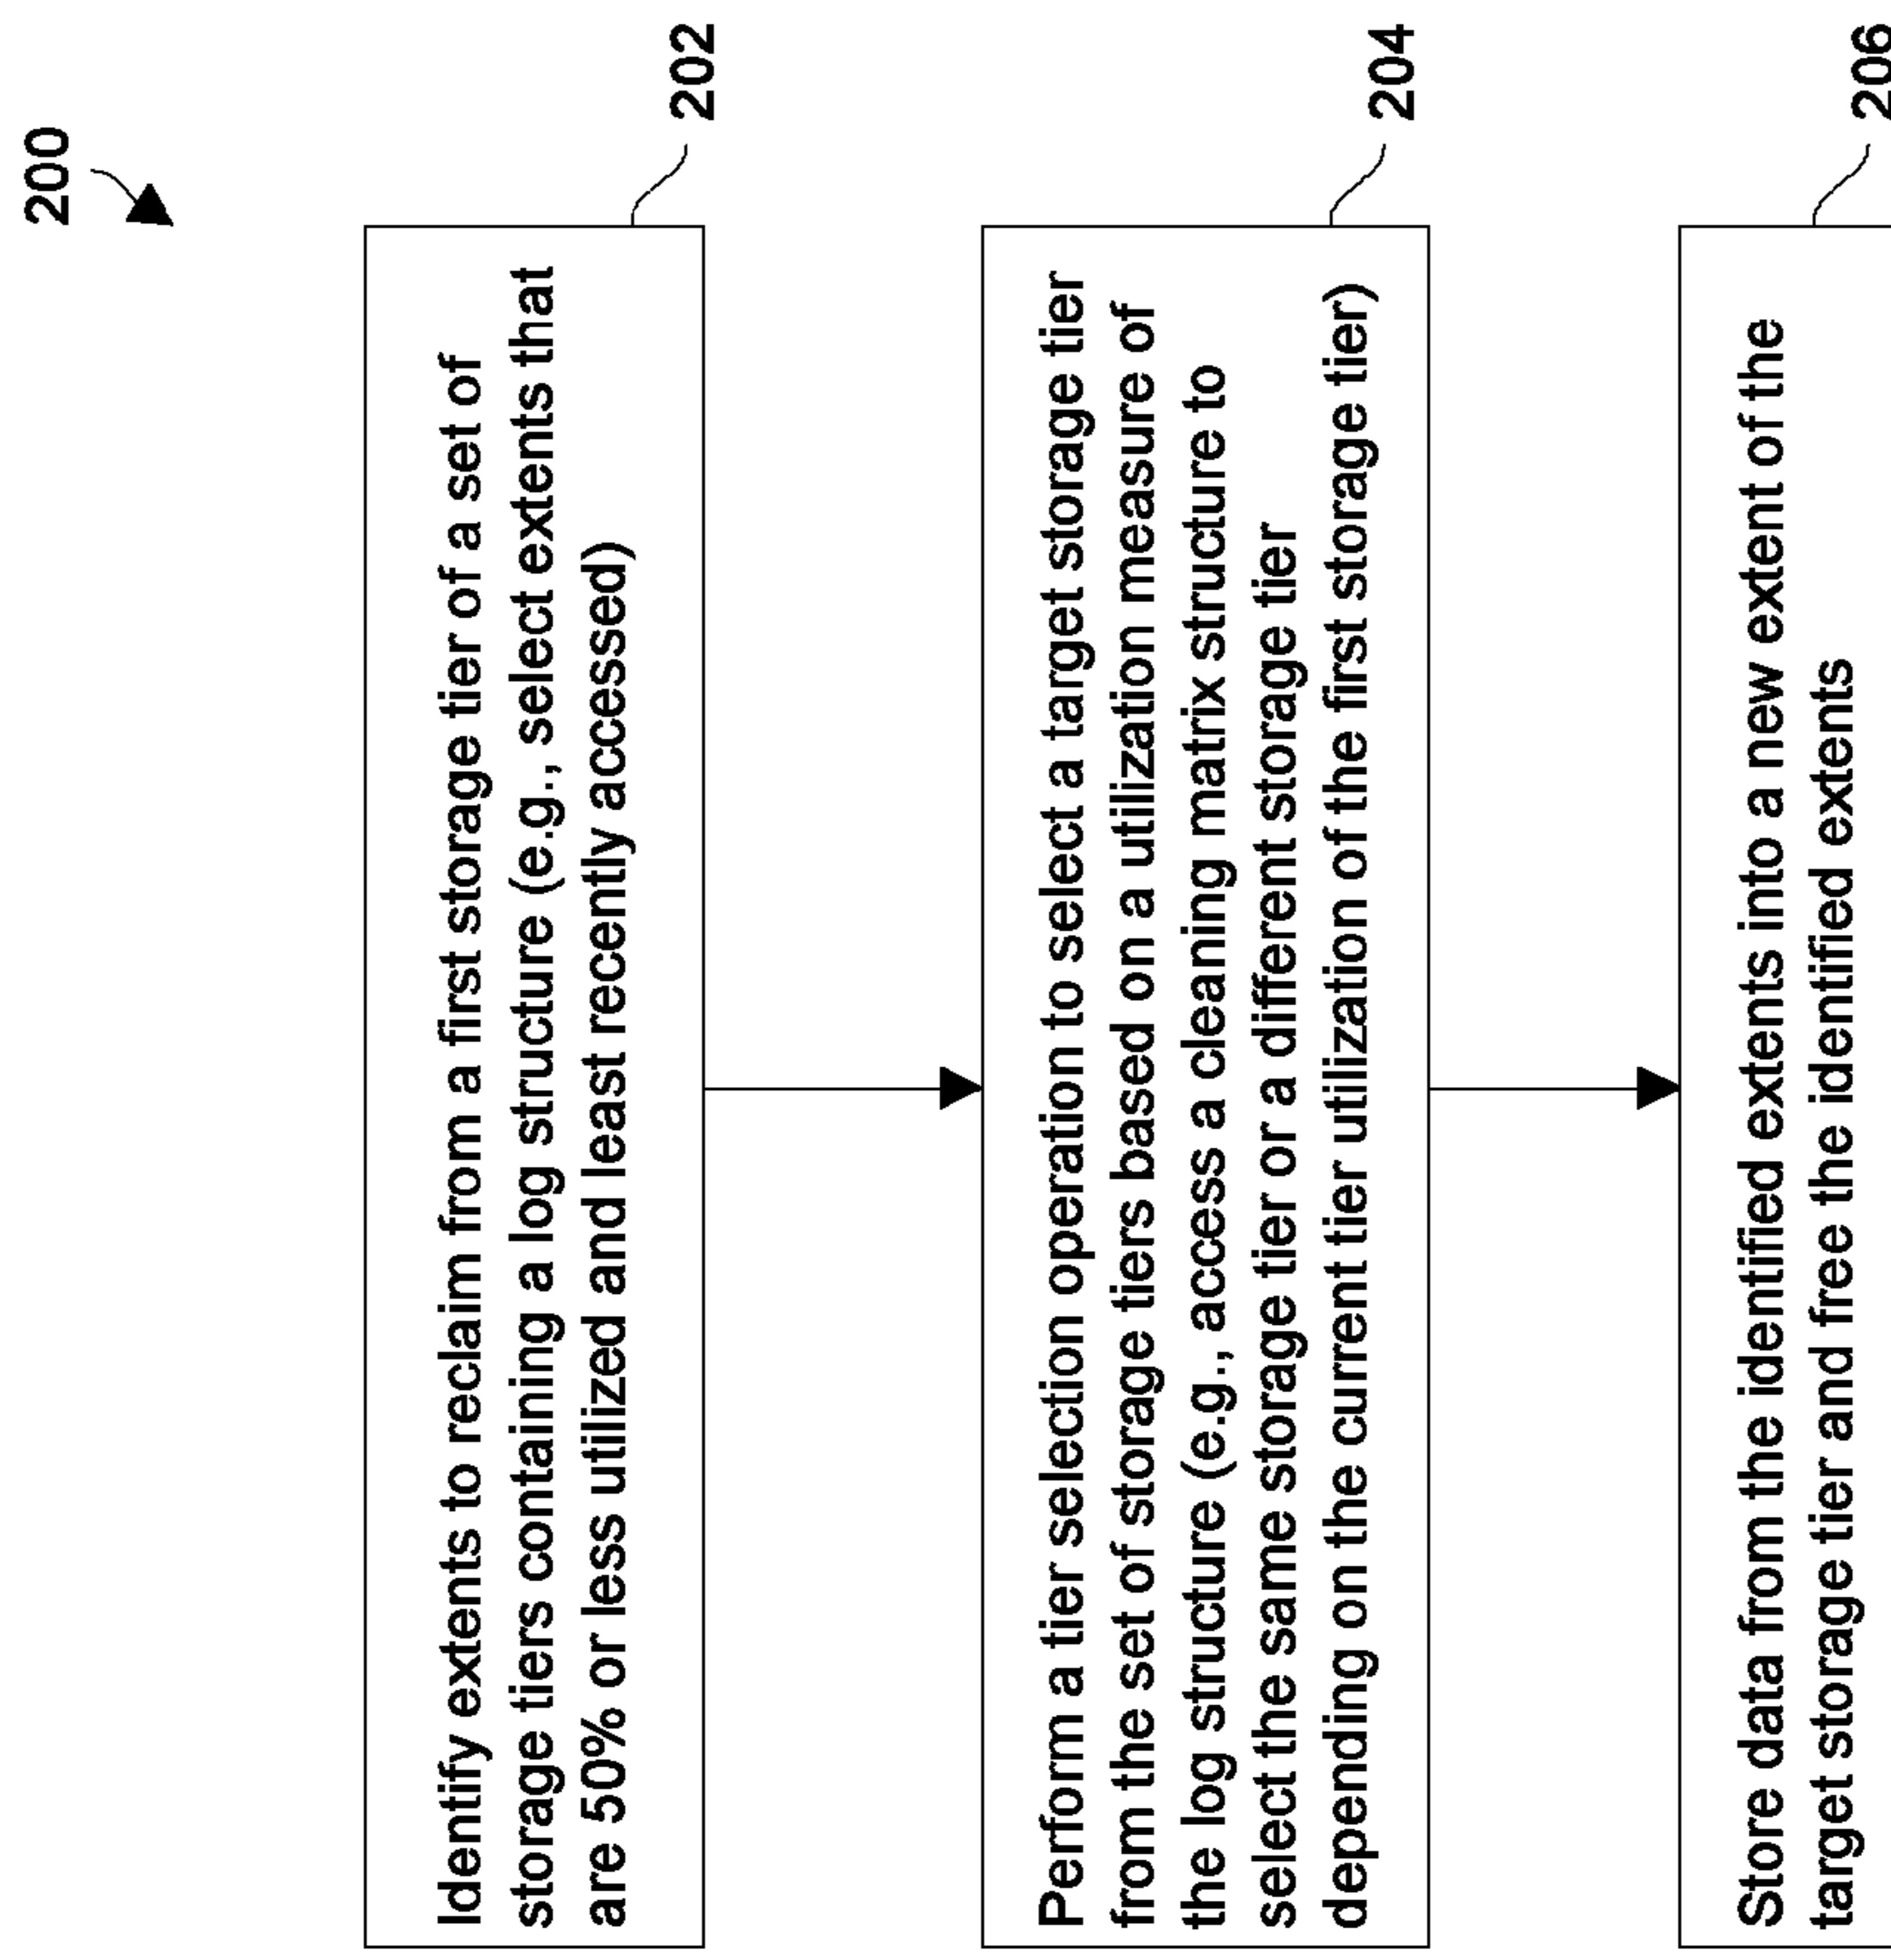 200
Identify extents to reclaim from a first storage tier of a set of
storage tiers containing a log structure (e.g., select extents that
are 50% or less utilized and least recently accessed)
202
Perform a tier selection operation to select a target storage tier
from the set of storage tiers based on a utilization measure of
the log structure (e.g., access a cleaning matrix structure to
select the same storage tier or a different storage tier
depending on the current tier utilization of the first storage tier)
204
Store data from the identified extents into a new extent of the
target storage tier and free the identified extents
206